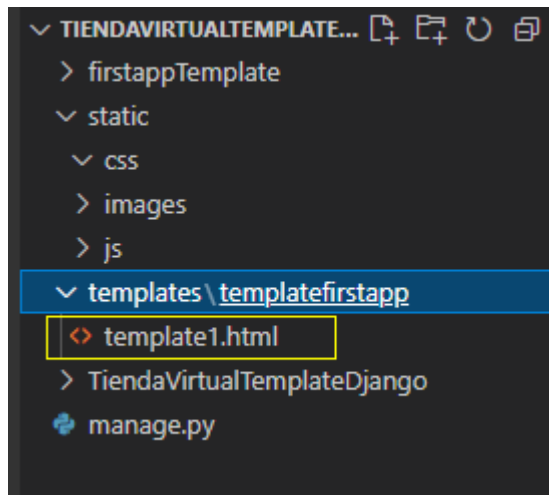 TIENDAVIRTUALTEMPLATE...
firstappTemplate
static
css
images
js
templates\templatefirstapp
template1.html
TiendaVirtualTemplateDjango
manage.py